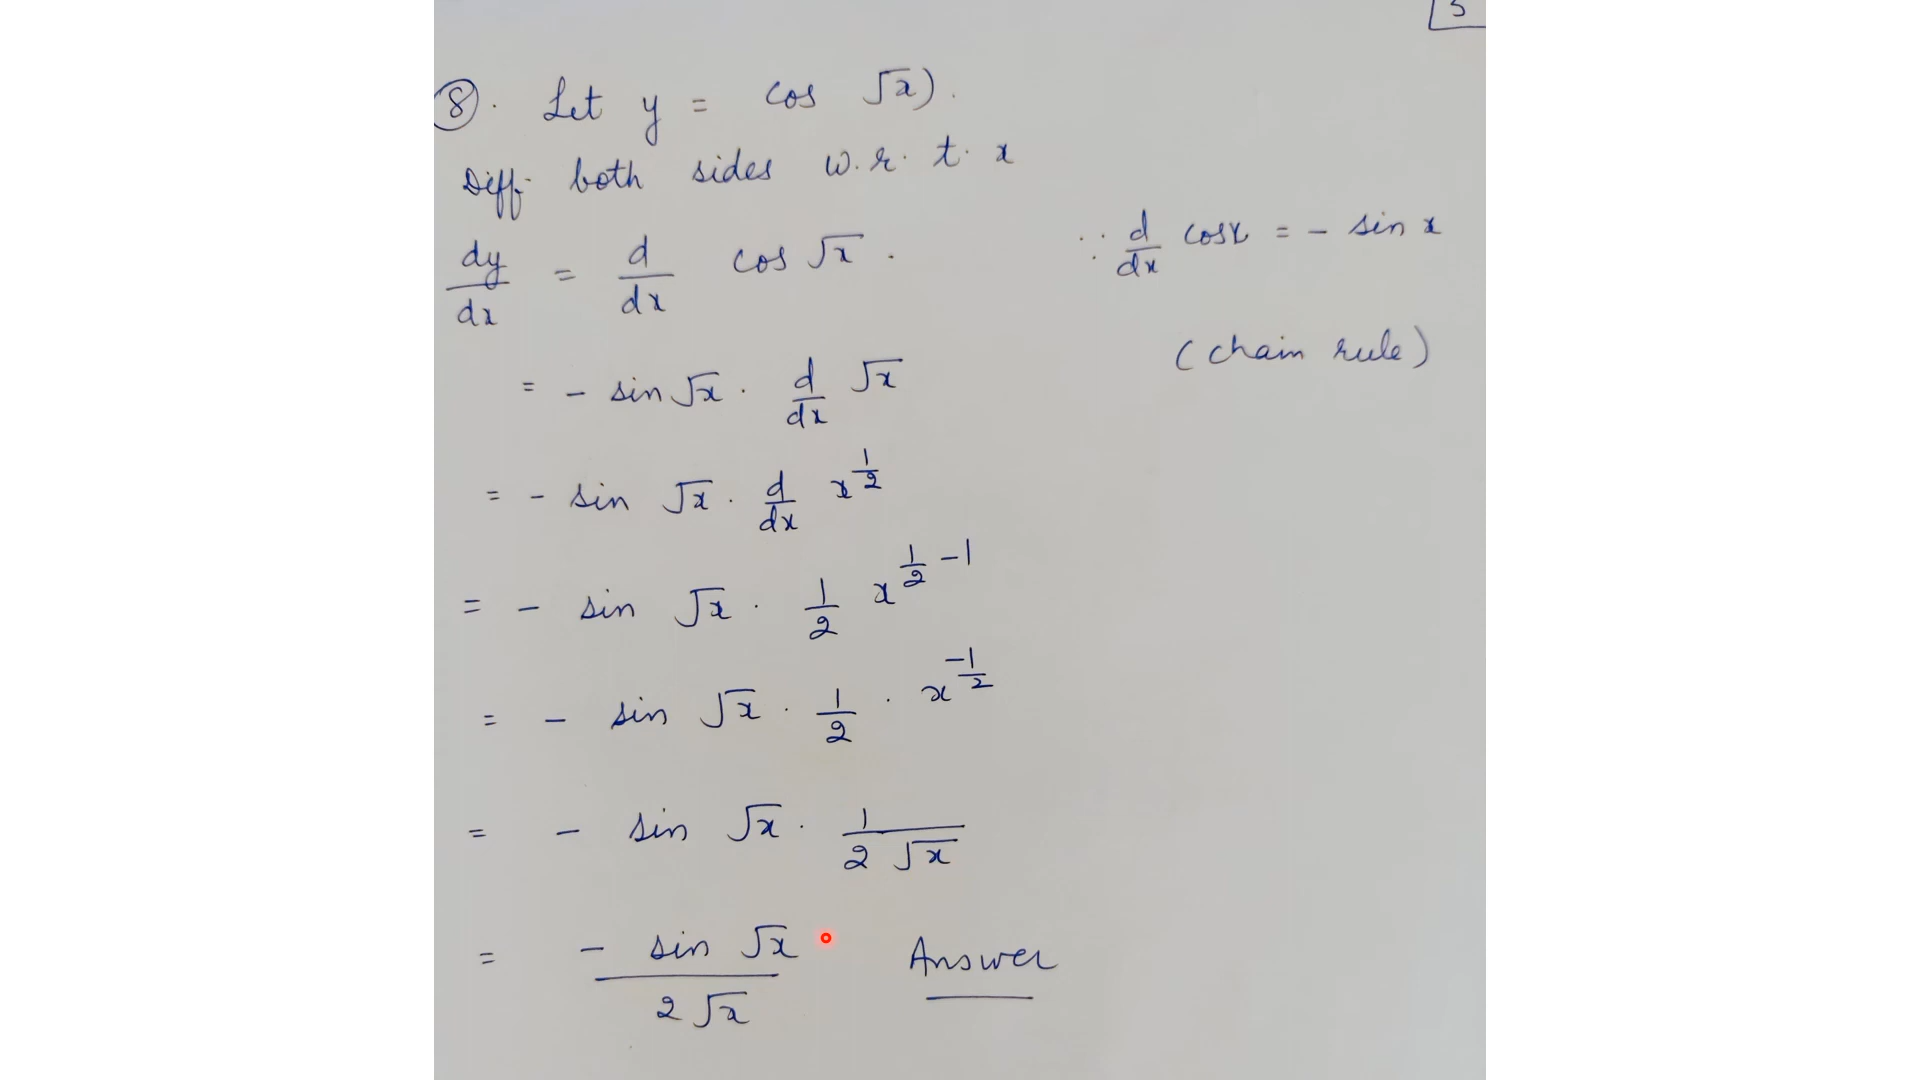 5
⑧. Let y = cos √x).
Diff. both sides w.r.t. x
dy/dx = d/dx cos √x. ∵ d/dx cosx = - sin x
(chain rule)
= - sin √x . d/dx √x
= - sin √x . d/dx x^(1/2)
= - sin √x . 1/2 x^(1/2 - 1)
= - sin √x . 1/2 . x^(-1/2)
= - sin √x . 1/(2 √x)
= (- sin √x)/(2 √x) Answer